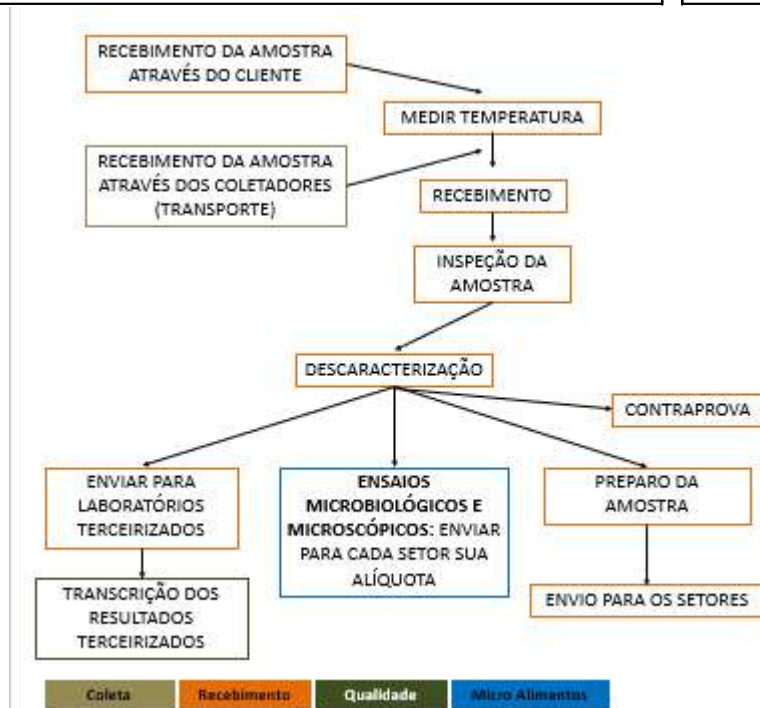 RECEBIMENTO DA AMOSTRA
ATRAVÉS DO CLIENTE
MEDIR TEMPERATURA
RECEBIMENTO DA AMOSTRA
ATRAVÉS DOS COLETADORES
(TRANSPORTE)
RECEBIMENTO
INSPEÇÃO DA
AMOSTRA
DESCARACTERIZAÇÃO
CONTRAPROVA
ENVIAR PARA
LABORATÓRIOS
TERCEIRIZADOS
ENSAIOS
MICROBIOLÓGICOS E
MICROSCÓPICOS: ENVIAR
PARA CADA SETOR SUA
ALÍQUOTA
PREPARO DA
AMOSTRA
TRANSCRIÇÃO DOS
RESULTADOS
TERCEIRIZADOS
ENVIO PARA OS SETORES
Coleta
Recebimento
Qualidade
Micro Alimentos